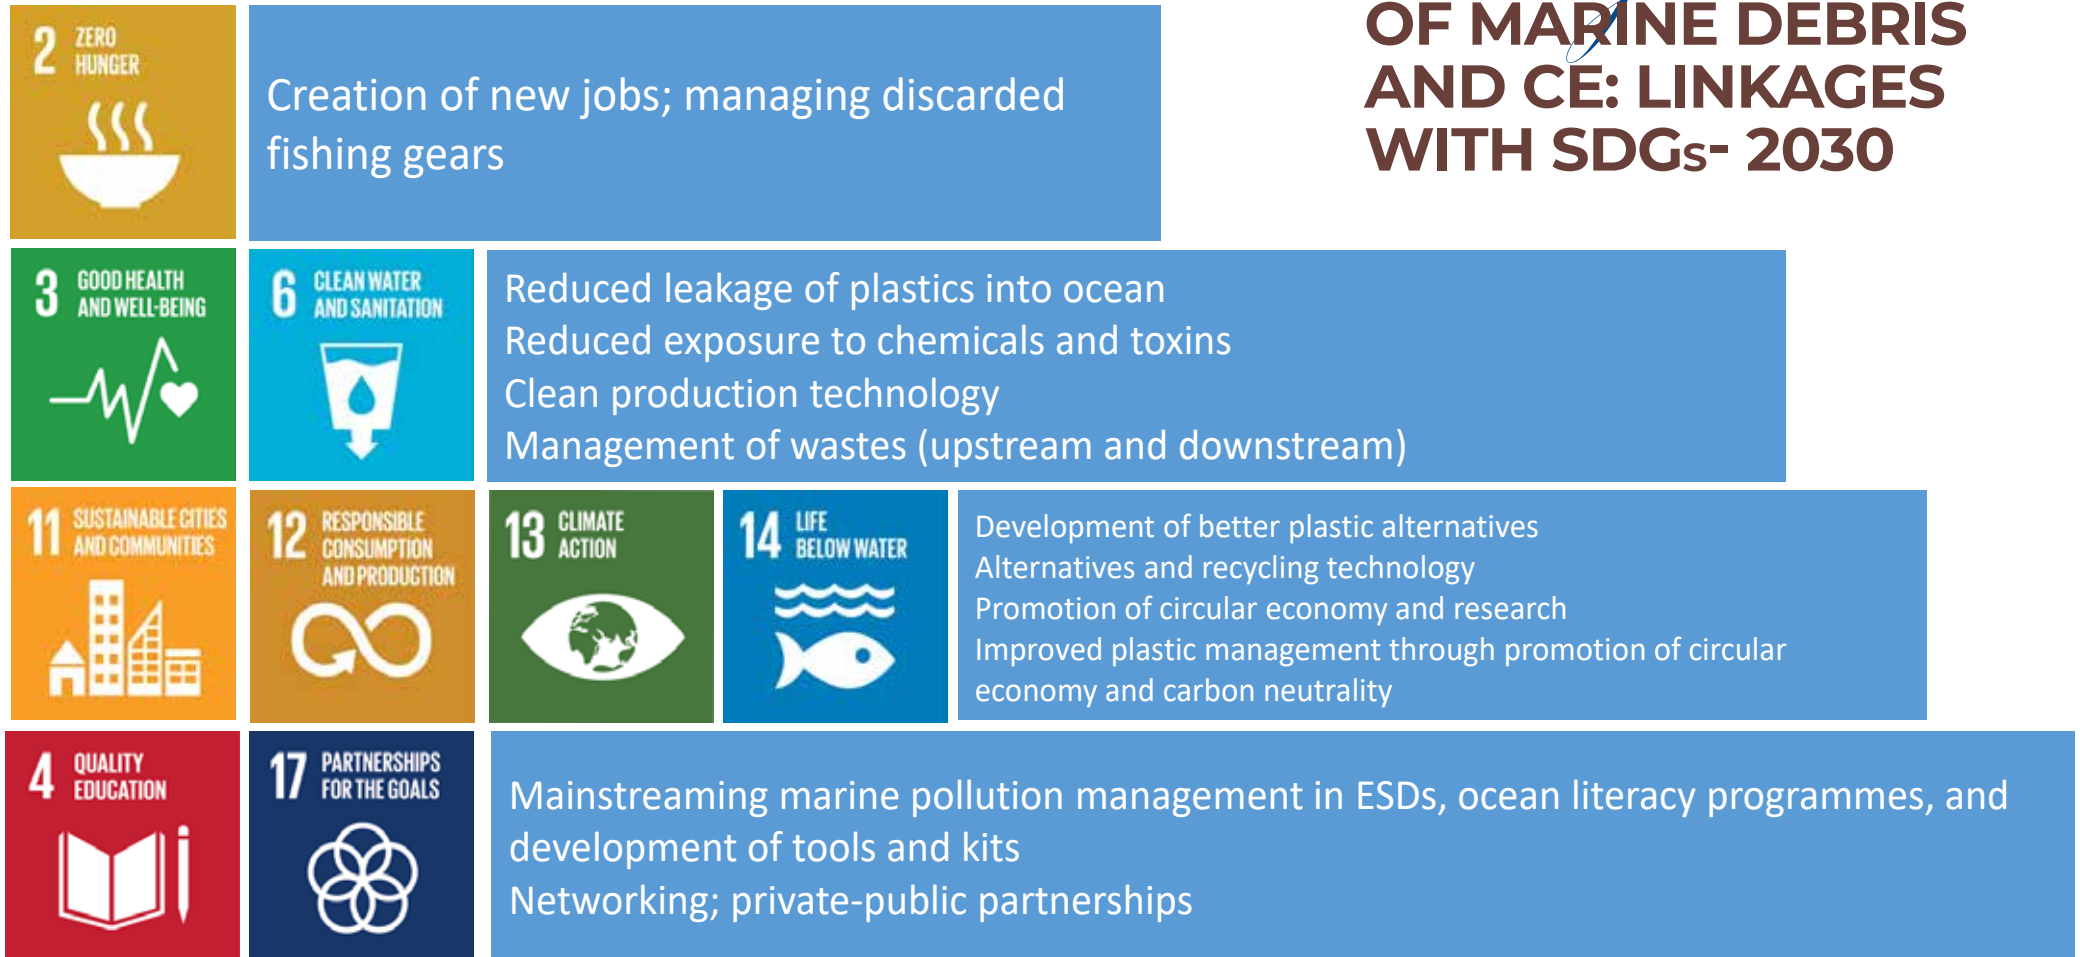 OF MARINE DEBRIS
AND CE: LINKAGES
WITH SDGs- 2030
2 ZERO
HUNGER
Creation of new jobs; managing discarded
fishing gears
3 GOOD HEALTH
AND WELL-BEING
6 CLEAN WATER
AND SANITATION
Reduced leakage of plastics into ocean
Reduced exposure to chemicals and toxins
Clean production technology
Management of wastes (upstream and downstream)
11 SUSTAINABLE CITIES
AND COMMUNITIES
12 RESPONSIBLE
CONSUMPTION
AND PRODUCTION
13 CLIMATE
ACTION
14 LIFE
BELOW WATER
Development of better plastic alternatives
Alternatives and recycling technology
Promotion of circular economy and research
Improved plastic management through promotion of circular
economy and carbon neutrality
4 QUALITY
EDUCATION
17 PARTNERSHIPS
FOR THE GOALS
Mainstreaming marine pollution management in ESDs, ocean literacy programmes, and
development of tools and kits
Networking; private-public partnerships